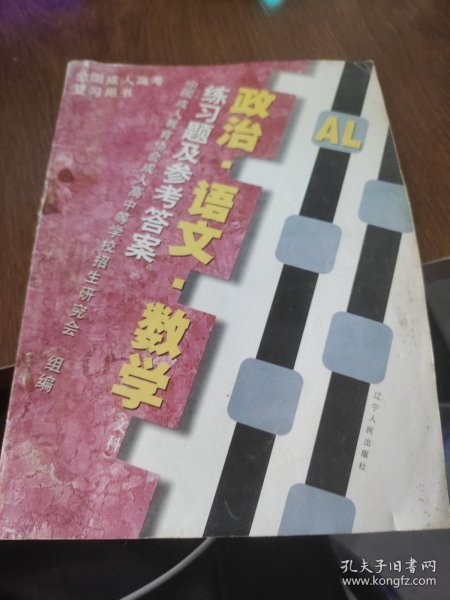 全国成人高考
复习用书
政治·语文·数学
(文科)
练习题及参考答案
中国成人教育协会成人高中等学校招生研究会 组编
AL
辽宁人民出版社
孔夫子旧书网
www.kongfz.com